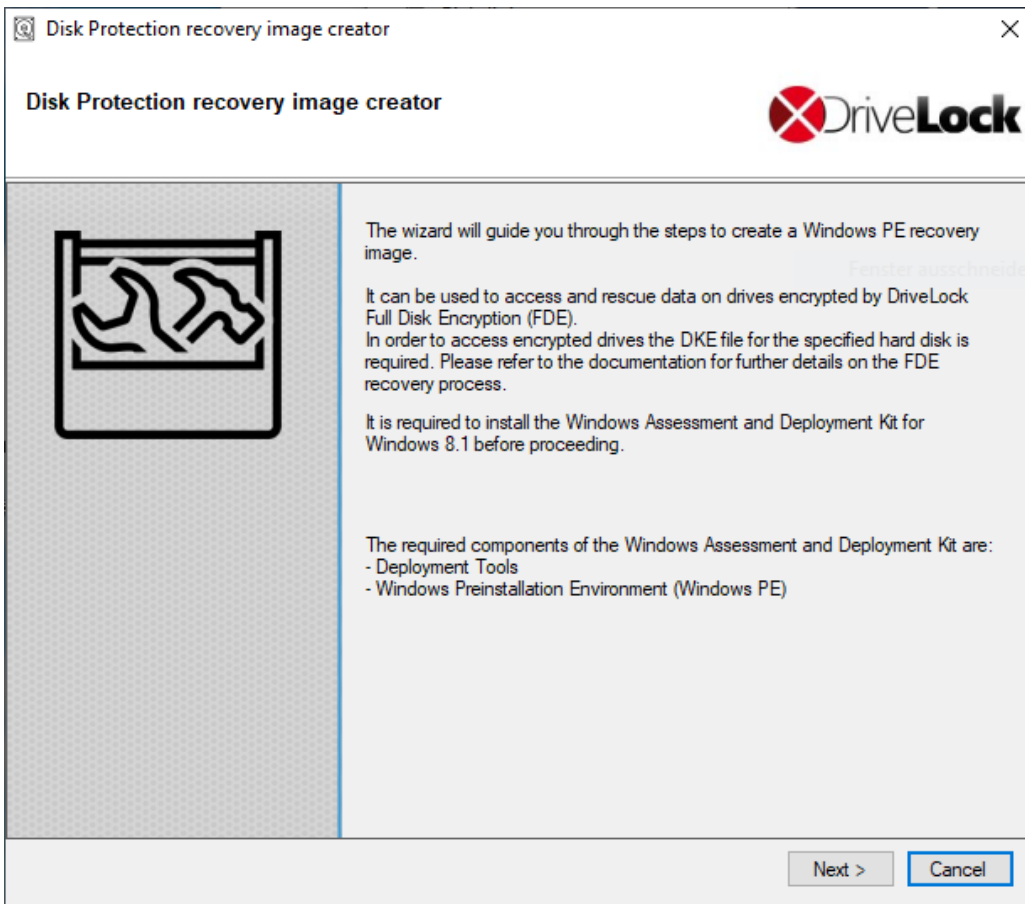 Disk Protection recovery image creator
Disk Protection recovery image creator
DriveLock
The wizard will guide you through the steps to create a Windows PE recovery
image.
Fenster ausschneide
It can be used to access and rescue data on drives encrypted by DriveLock
Full Disk Encryption (FDE).
In order to access encrypted drives the DKE file for the specified hard disk is
required. Please refer to the documentation for further details on the FDE
recovery process.
It is required to install the Windows Assessment and Deployment Kit for
Windows 8.1 before proceeding.
The required components of the Windows Assessment and Deployment Kit are:
- Deployment Tools
- Windows Preinstallation Environment (Windows PE)
Next >
Cancel